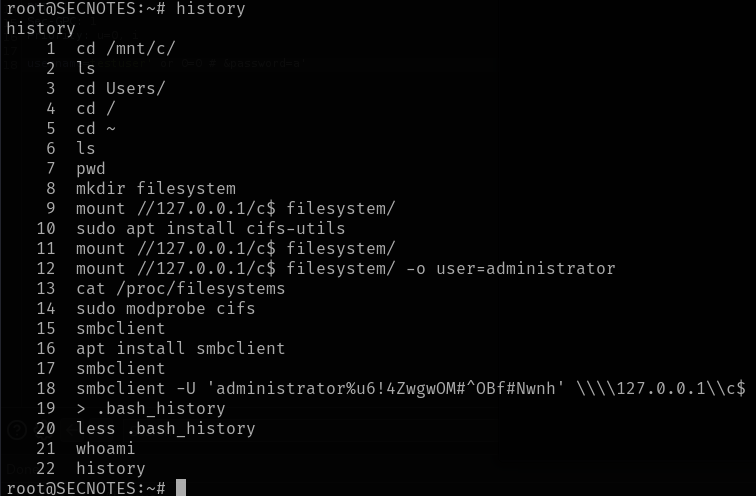 root@SECNOTES:~# history
history
    1  cd /mnt/c/
    2  ls
    3  cd Users/
    4  cd /
    5  cd ~
    6  ls
    7  pwd
    8  mkdir filesystem
    9  mount //127.0.0.1/c$ filesystem/
   10  sudo apt install cifs-utils
   11  mount //127.0.0.1/c$ filesystem/
   12  mount //127.0.0.1/c$ filesystem/ -o user=administrator
   13  cat /proc/filesystems
   14  sudo modprobe cifs
   15  smbclient
   16  apt install smbclient
   17  smbclient
   18  smbclient -U 'administrator%u6!4ZwgwOM#^OBf#Nwnh' \\\\127.0.0.1\\c$
   19  > .bash_history
   20  less .bash_history
   21  whoami
   22  history
root@SECNOTES:~#